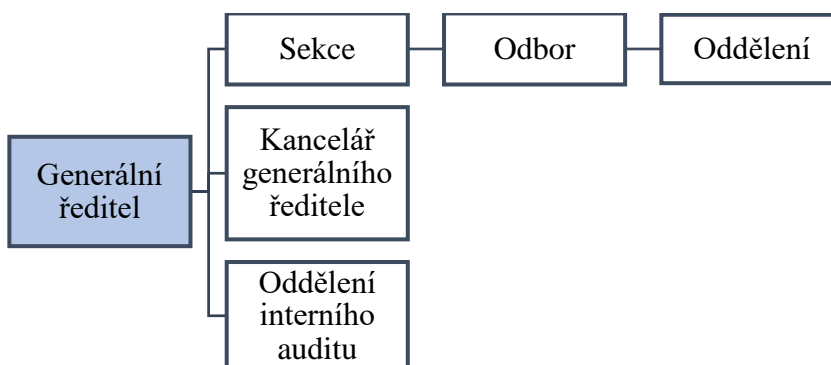 Sekce
Odbor
Oddělení
Kancelář
generálního
ředitele
Generální
ředitel
Oddělení
interního
auditu